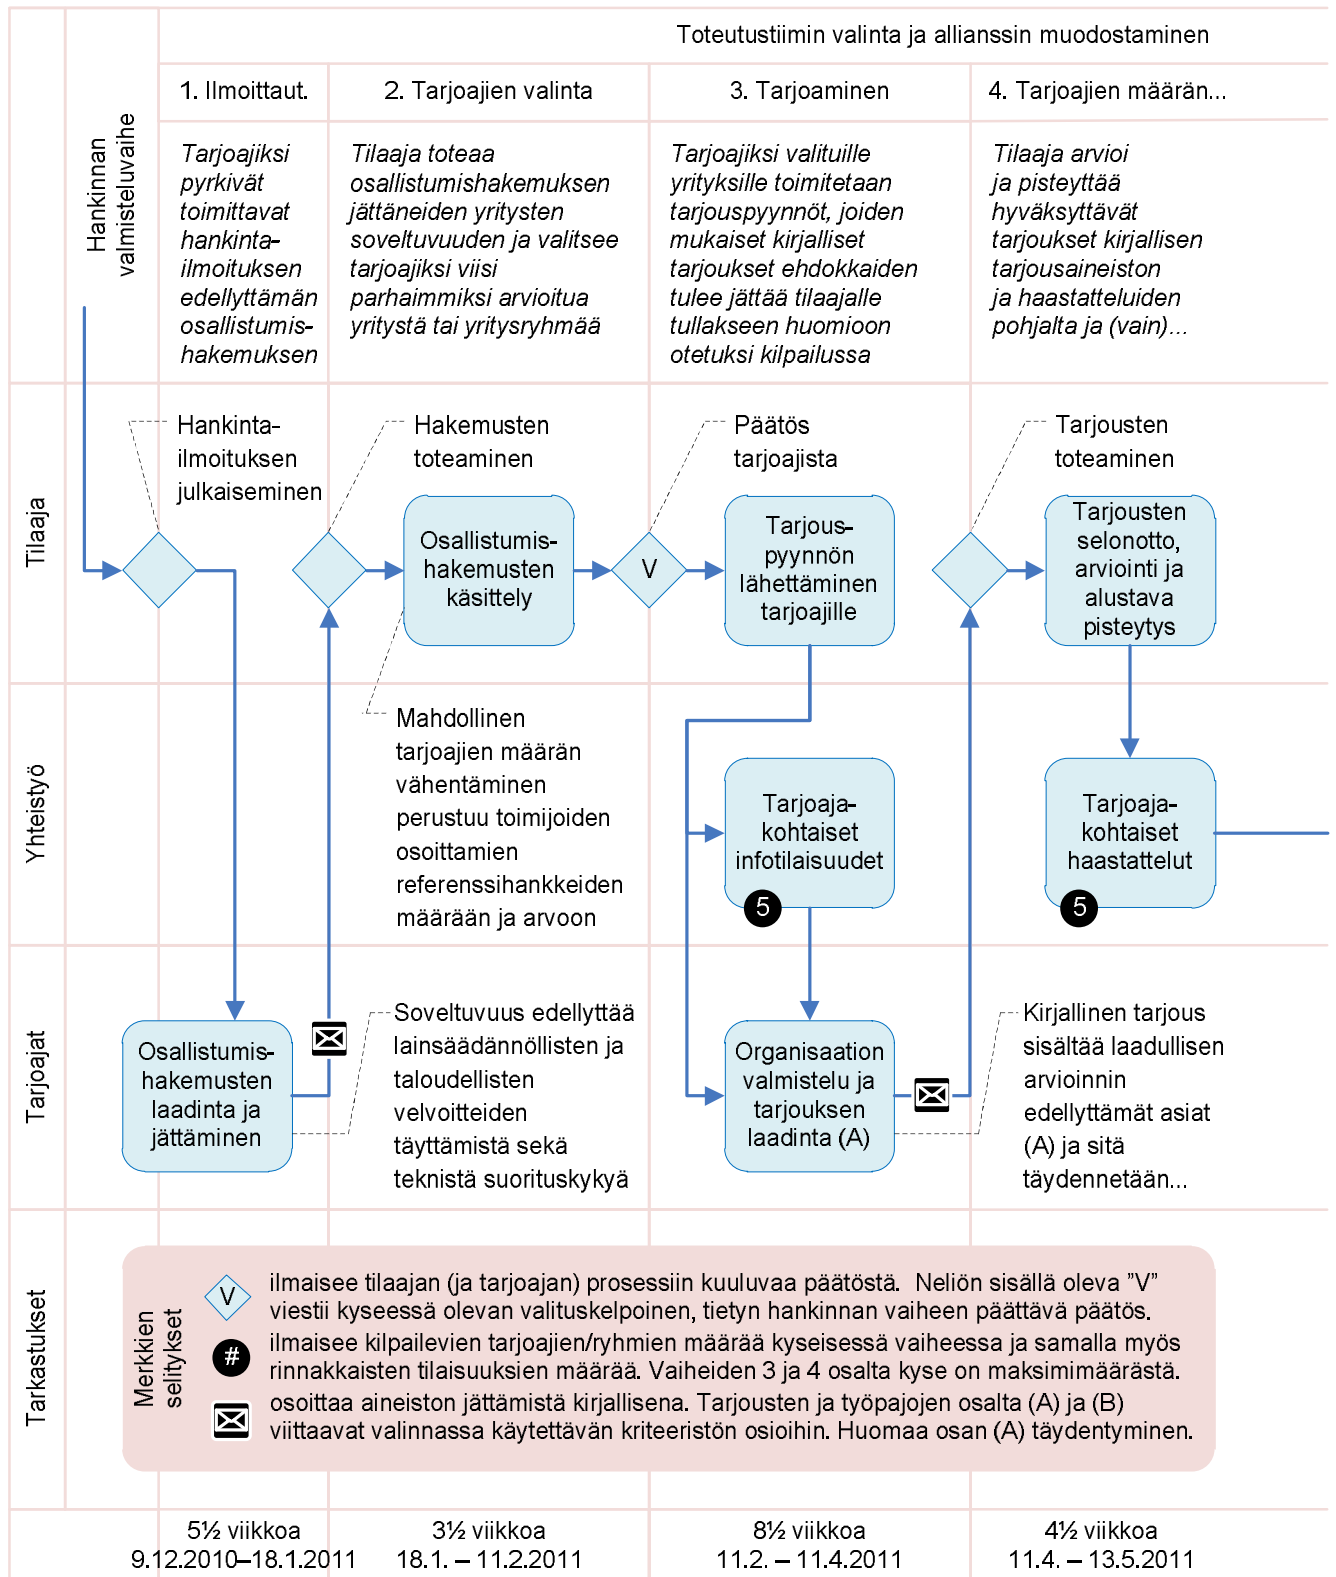 Toteutustiimin valinta ja allianssin muodostaminen
Hankinnan
valmisteluvaihe
1. Ilmoittaut.
2. Tarjoajien valinta
3. Tarjoaminen
4. Tarjoajien määrän...
Tarjoajiksi
pyrkivät
toimittavat
hankinta-
ilmoituksen
edellyttämän
osallistumis-
hakemuksen
Tilaaja toteaa
osallistumishakemuksen
jättäneiden yritysten
soveltuvuuden ja valitsee
tarjoajiksi viisi
parhaimmiksi arvioitua
yritystä tai yritysryhmää
Tarjoajiksi valituille
yrityksille toimitetaan
tarjouspyynnöt, joiden
mukaiset kirjalliset
tarjoukset ehdokkaiden
tulee jättää tilaajalle
tullakseen huomioon
otetuksi kilpailussa
Tilaaja arvioi
ja pisteyttää
hyväksyttävät
tarjoukset kirjallisen
tarjousaineiston
ja haastatteluiden
pohjalta ja (vain)...
Tilaaja
Hankinta-
ilmoituksen
julkaiseminen
Hakemusten
toteaminen
Osallistumis-
hakemusten
käsittely
Päätös
tarjoajista
V
Tarjous-
pyynnön
lähettäminen
tarjoajille
Tarjousten
toteaminen
Tarjousten
selonotto,
arviointi ja
alustava
pisteytys
Yhteistyö
Mahdollinen
tarjoajien määrän
vähentäminen
perustuu toimijoiden
osoittamien
referenssihankkeiden
määrään ja arvoon
Tarjoaja-
kohtaiset
infotilaisuudet
5
Tarjoaja-
kohtaiset
haastattelut
5
Tarjoajat
Osallistumis-
hakemusten
laadinta ja
jättäminen
Soveltuvuus edellyttää
lainsäädännöllisten ja
taloudellisten
velvoitteiden
täyttämistä sekä
teknistä suorituskykyä
Organisaation
valmistelu ja
tarjouksen
laadinta (A)
Kirjallinen tarjous
sisältää laadullisen
arvioinnin
edellyttämät asiat
(A) ja sitä
täydennetään...
Tarkastukset
Merkkien
selitykset
V
ilmaisee tilaajan (ja tarjoajan) prosessiin kuuluvaa päätöstä. Neliön sisällä oleva ”V”
viestii kyseessä olevan valituskelpoinen, tietyn hankinnan vaiheen päättävä päätös.
#
ilmaisee kilpailevien tarjoajien/ryhmien määrää kyseisessä vaiheessa ja samalla myös
rinnakkaisten tilaisuuksien määrää. Vaiheiden 3 ja 4 osalta kyse on maksimimäärästä.
osoittaa aineiston jättämistä kirjallisena. Tarjousten ja työpajojen osalta (A) ja (B)
viittaavat valinnassa käytettävän kriteeristön osioihin. Huomaa osan (A) täydentyminen.
5½ viikkoa
9.12.2010–18.1.2011
3½ viikkoa
18.1. – 11.2.2011
8½ viikkoa
11.2. – 11.4.2011
4½ viikkoa
11.4. – 13.5.2011